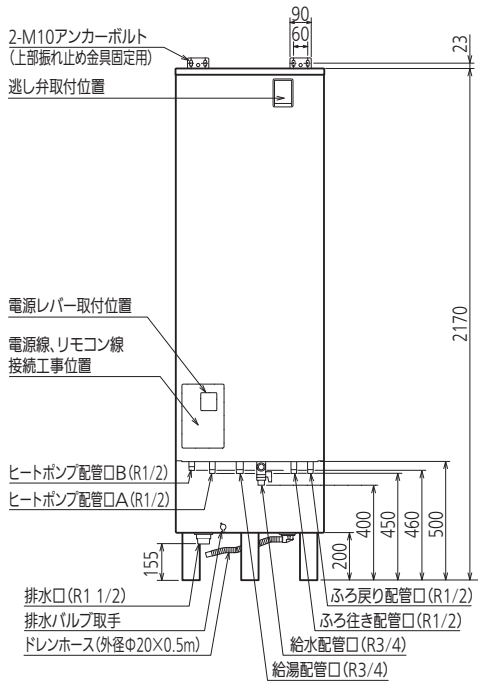 90
60
23
2-M10アンカーボルト
(上部振れ止め金具固定用)
逃し弁取付位置
2170
電源レバー取付位置
電源線、リモコン線
接続工事位置
ヒートポンプ配管口B(R1/2)
ヒートポンプ配管口A(R1/2)
155
200
400
450
460
500
排水口(R1 1/2)
排水バルブ取手
ドレンホース(外径Φ20×0.5m)
ふろ戻り配管口(R1/2)
ふろ往き配管口(R1/2)
給水配管口(R3/4)
給湯配管口(R3/4)